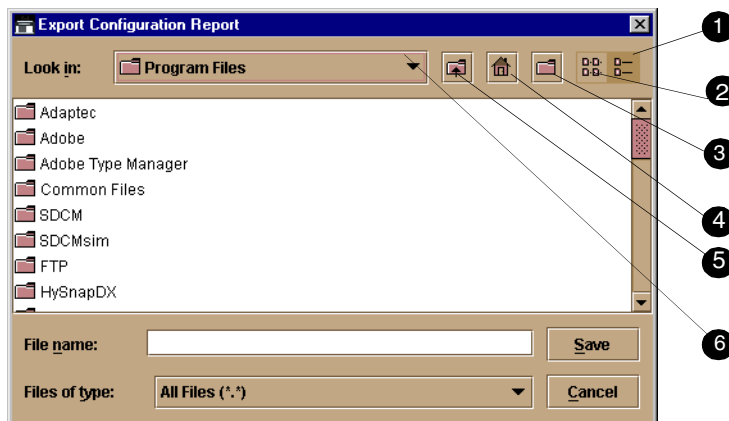 Export Configuration Report
1
Look in:
Program Files
2
Adaptec
Adobe
3
Adobe Type Manager
Common Files
SDCM
4
SDCMsim
5
FTP
HySnapDX
File name:
Save
6
Files of type:
All Files (*.*)
Cancel